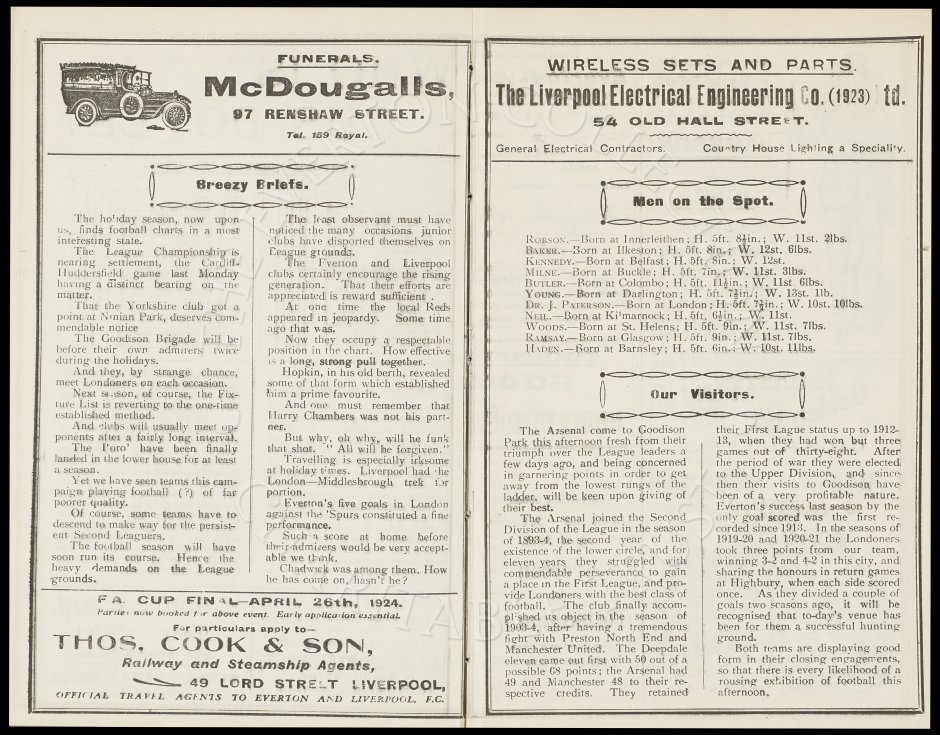 FUNERALS.
McDougalls,
97 RENSHAW STREET.
Tel. 159 Royal.
Breezy Briefs.
The holiday season, now upon
us, finds football charts in a most
interesting state.
The League Championship is
nearing settlement, the Cardiff-
Huddersfield game last Monday
having a distinct bearing on the
matter.
That the Yorkshire club got a
point at Ninian Park, deserves com-
mendable notice
The Goodison Brigade will be
before their own admirers twice
during the holidays.
And they, by strange chance,
meet Londoners on each occasion.
Next season, of course, the Fix-
ture List is reverting to the one-time
established method.
And clubs will usually meet op-
ponents after a fairly long interval.
The 'Boro' have been finally
landed in the lower house for at least
a season.
Yet we have seen teams this cam-
paign playing football (?) of far
poorer quality.
Of course, some teams have to
descend to make way for the persist-
ent Second Leaguers.
The football season will have
soon run its course. Hence the
heavy demands on the League
grounds.
The least observant must have
noticed the many occasions junior
clubs have disported themselves on
League grounds.
The Everton and Liverpool
clubs certainly encourage the rising
generation. That their efforts are
appreciated is reward sufficient .
At one time the local Reds
appeared in jeopardy. Some time
ago that was.
Now they occupy a respectable
position in the chart. How effective
is a long, strong pull together.
Hopkin, in his old berth, revealed
some of that form which established
him a prime favourite.
And one must remember that
Harry Chambers was not his part-
ner.
But why, oh why, will he funk
that shot. "All will be forgiven."
Travelling is especially irksome
at holiday times. Liverpool had the
London—Middlesbrough trek for
portion.
Everton's five goals in London
against the 'Spurs constituted a fine
performance.
Such a score at home before
their admirers would be very accept-
able we think.
Chadwick was among them. How
he has come on, hasn't he?
F.A. CUP FINAL—APRIL 26th, 1924.
Parties now booked for above event. Early application essential.
For particulars apply to—
THOS. COOK & SON,
Railway and Steamship Agents,
49 LORD STREET LIVERPOOL,
OFFICIAL TRAVEL AGENTS TO EVERTON AND LIVERPOOL. F.C.
WIRELESS SETS AND PARTS.
The Liverpool Electrical Engineering Co. (1923) td.
54 OLD HALL STREET.
General Electrical Contractors. Country House Lighting a Speciality.
Men on the Spot.
ROBSON.—Born at Innerleithen; H. 5ft. 8½in.; W. 11st. 2lbs.
BAKER.—Born at Ilkeston; H. 5ft. 8in.; W. 12st. 6lbs.
KENNEDY.—Born at Belfast; H. 5ft. 8in.; W. 12st.
MILNE.—Born at Buckie; H. 5ft. 7in.; W. 11st. 3lbs.
BUTLER.—Born at Colombo; H. 5ft. 11½in.; W. 11st. 6lbs.
YOUNG.—Born at Darlington; H. 5ft. 7½in.; W. 13st. 1lb.
DR. J. PATERSON.—Born at London; H. 5ft. 7½in.; W. 10st. 10lbs.
NEIL.—Born at Kilmarnock; H. 5ft. 6½in.; W. 11st.
WOODS.—Born at St. Helens; H. 5ft. 9in.; W. 11st. 7lbs.
RAMSAY.—Born at Glasgow; H. 5ft. 9in.; W. 11st. 7lbs.
HADEN.—Born at Barnsley; H. 5ft. 6in.; W. 10st. 11lbs.
Our Visitors.
The Arsenal come to Goodison
Park this afternoon fresh from their
triumph over the League leaders a
few days ago, and being concerned
in garnering points in order to get
away from the lowest rungs of the
ladder, will be keen upon giving of
their best.
The Arsenal joined the Second
Division of the League in the season
of 1893-4, the second year of the
existence of the lower circle, and for
eleven years they struggled with
commendable perseverance to gain
a place in the First League, and pro-
vide Londoners with the best class of
football. The club finally accom-
plished its object in the season of
1903-4, after having a tremendous
fight with Preston North End and
Manchester United. The Deepdale
eleven came out first with 50 out of a
possible 68 points; the Arsenal had
49 and Manchester 48 to their re-
spective credits. They retained
their First Lague status up to 1912-
13, when they had won but three
games out of thirty-eight. After
the period of war they were elected
to the Upper Division, and since
then their visits to Goodison have
been of a very profitable nature.
Everton's success last season by the
only goal scored was the first re-
corded since 1913. In the seasons of
1919-20 and 1920-21 the Londoners
took three points from our team,
winning 3-2 and 4-2 in this city, and
sharing the honours in return games
at Highbury, when each side scored
once. As they divided a couple of
goals two seasons ago, it will be
recognised that to-day's venue has
been for them a successful hunting
ground.
Both teams are displaying good
form in their closing engagements,
so that there is every likelihood of a
rousing exhibition of football this
afternoon,